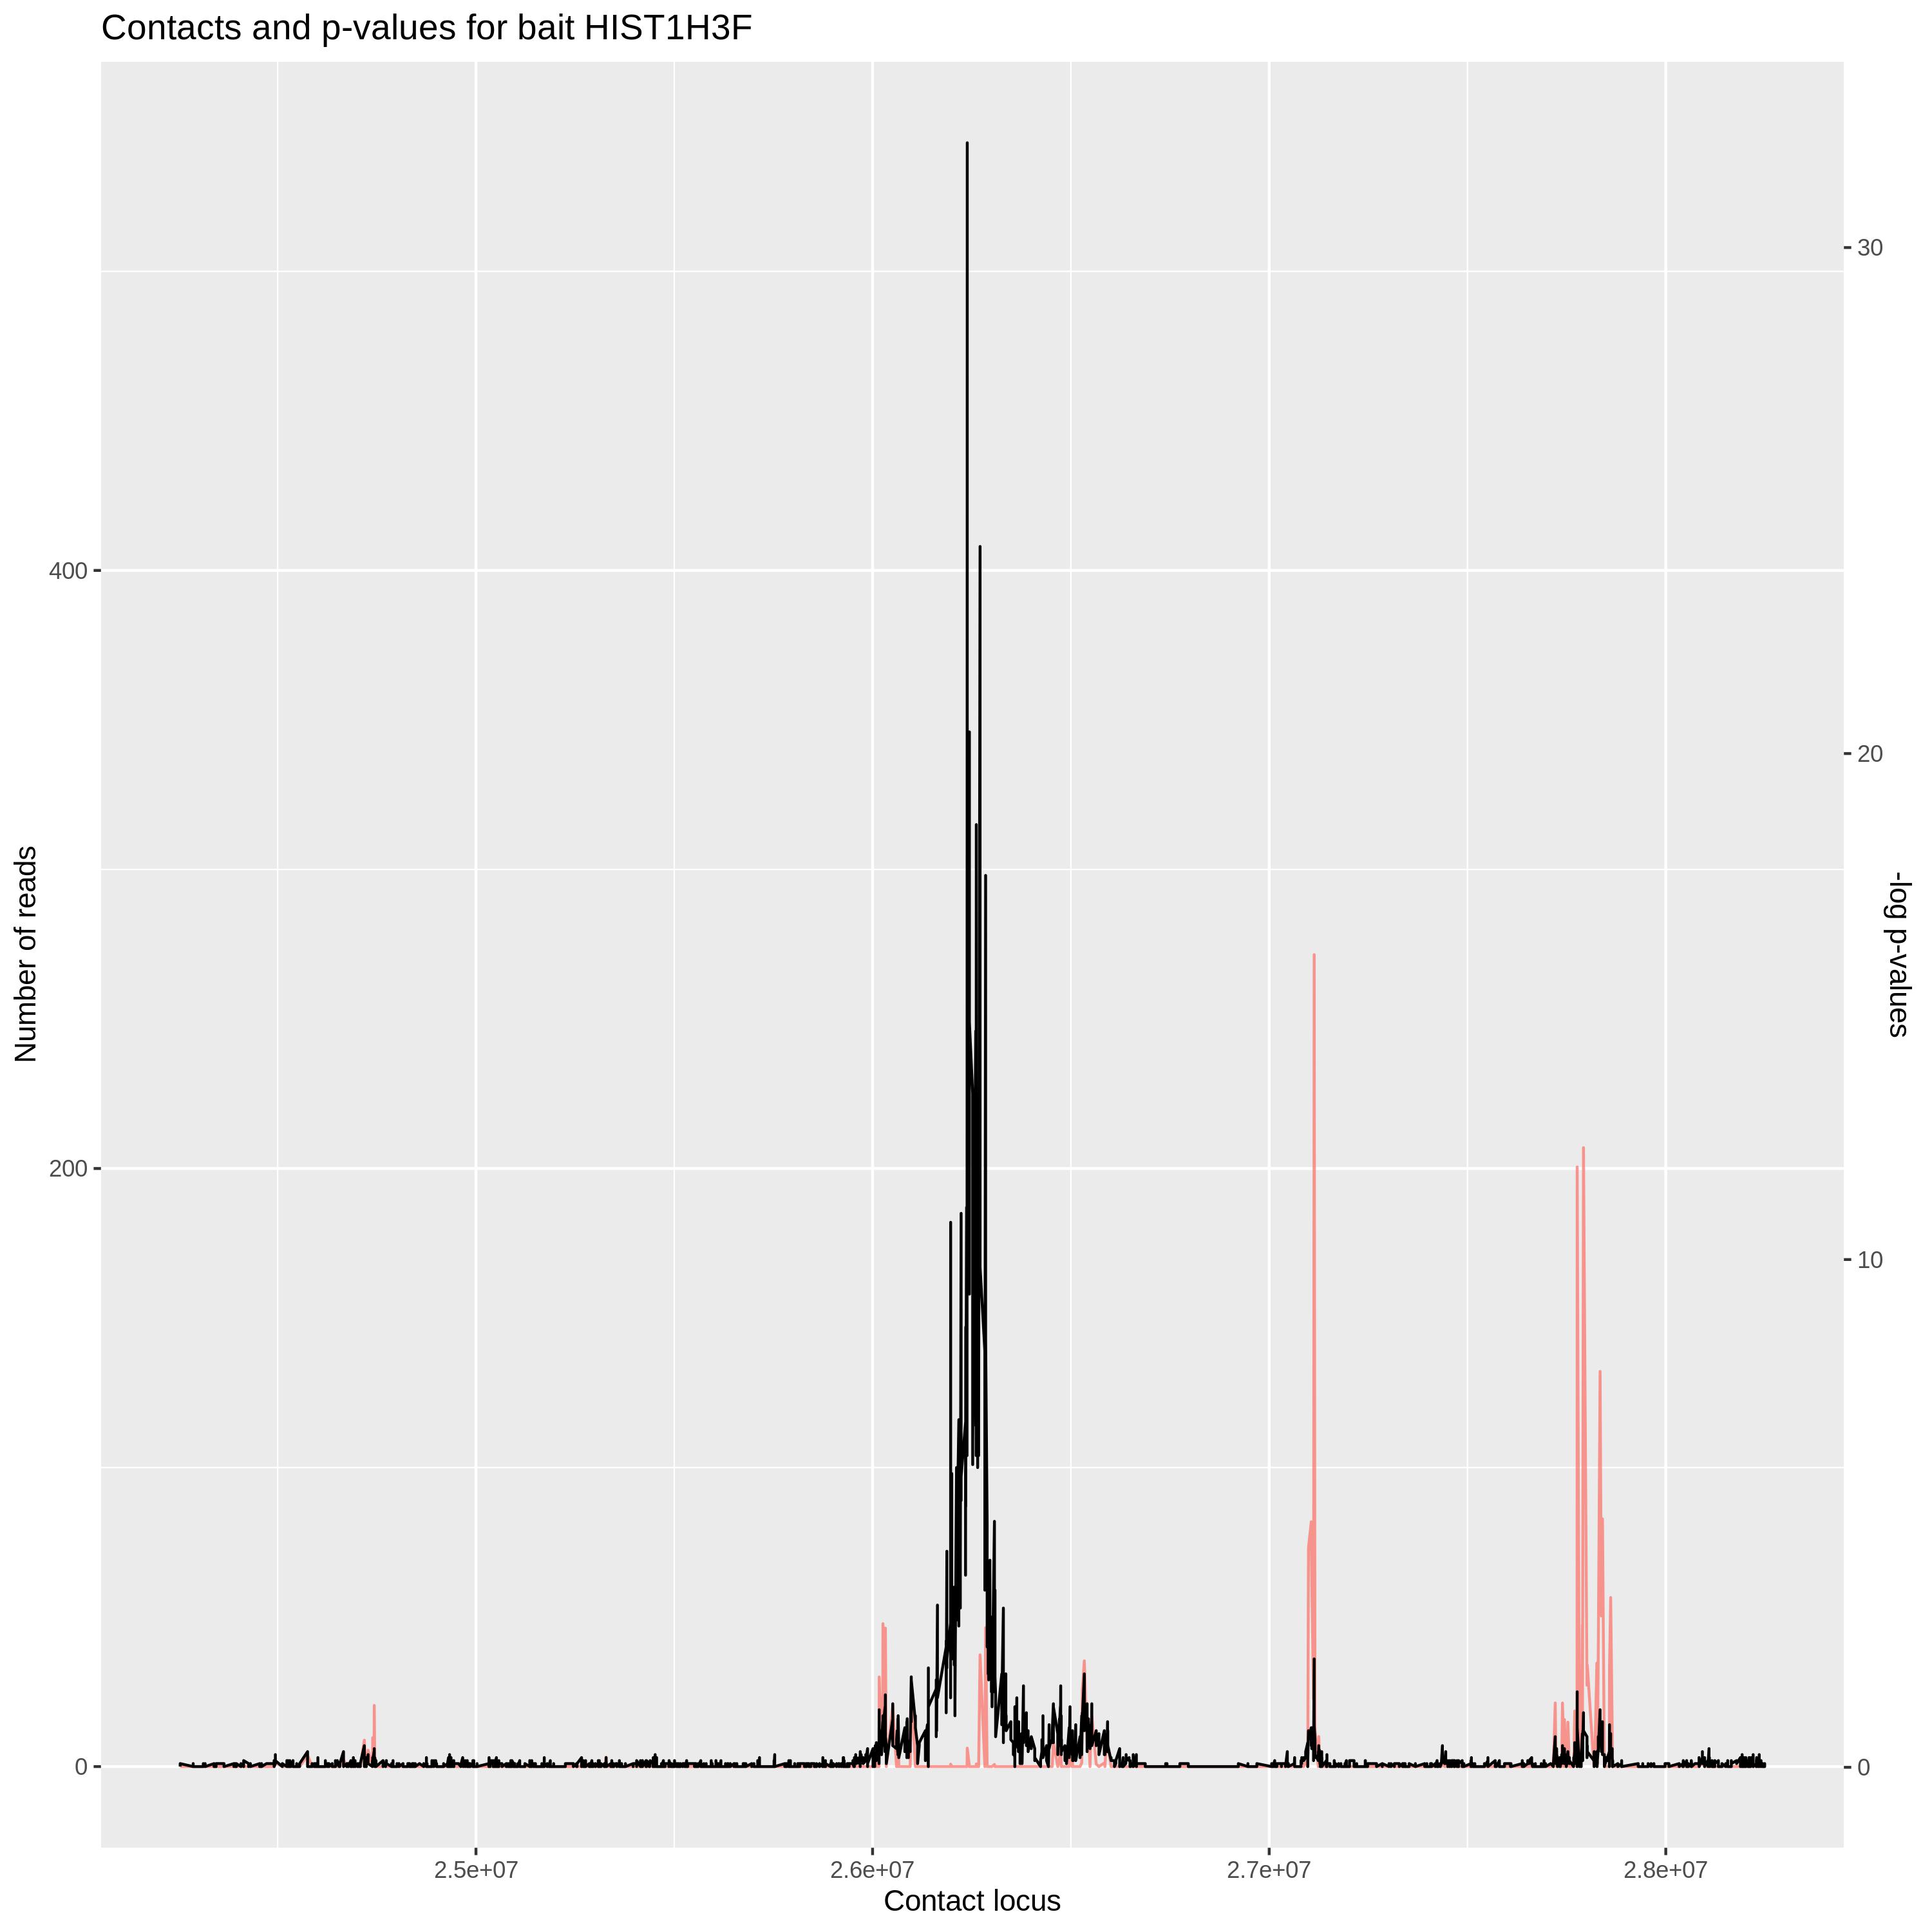 Contacts and p-values for bait HIST1H3F
Number of reads
400
200
0
30
20
10
0
-log p-values
2.5e+07
2.6e+07
2.7e+07
2.8e+07
Contact locus